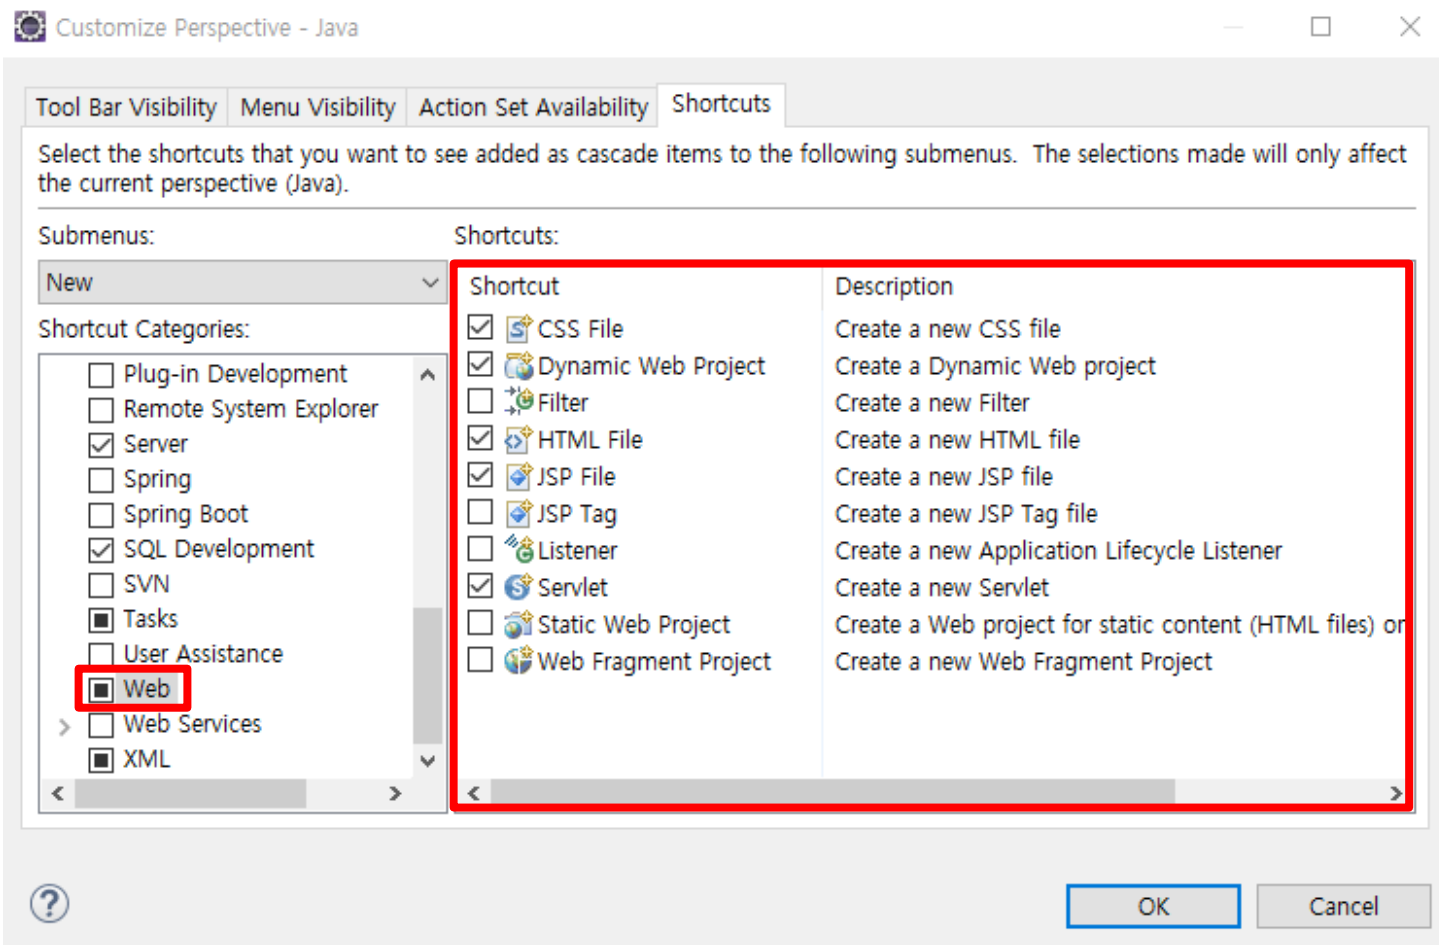 Customize Perspective - Java
Tool Bar Visibility Menu Visibility Action Set Availability Shortcuts
Select the shortcuts that you want to see added as cascade items to the following submenus. The selections made will only affect
the current perspective (Java).
Submenus:
New
Shortcut Categories:
Plug-in Development
Remote System Explorer
Server
Spring
Spring Boot
SQL Development
SVN
Tasks
User Assistance
Web
Web Services
XML
Shortcuts:
Shortcut Description
CSS File Create a new CSS file
Dynamic Web Project Create a Dynamic Web project
Filter Create a new Filter
HTML File Create a new HTML file
JSP File Create a new JSP file
JSP Tag Create a new JSP Tag file
Listener Create a new Application Lifecycle Listener
Servlet Create a new Servlet
Static Web Project Create a Web project for static content (HTML files) or
Web Fragment Project Create a new Web Fragment Project
?
OK Cancel